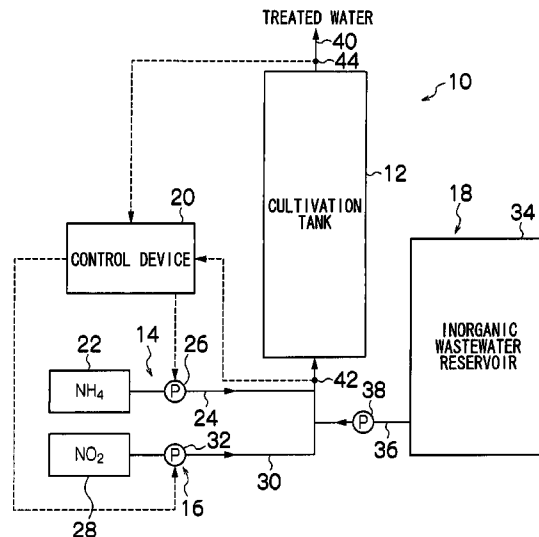 TREATED WATER
40
44
10
12
CULTIVATION
TANK
20
CONTROL DEVICE
18
34
INORGANIC
WASTEWATER
RESERVOIR
22
14
26
NH4
P
24
42
38
P
36
NO2
P
32
30
28
16